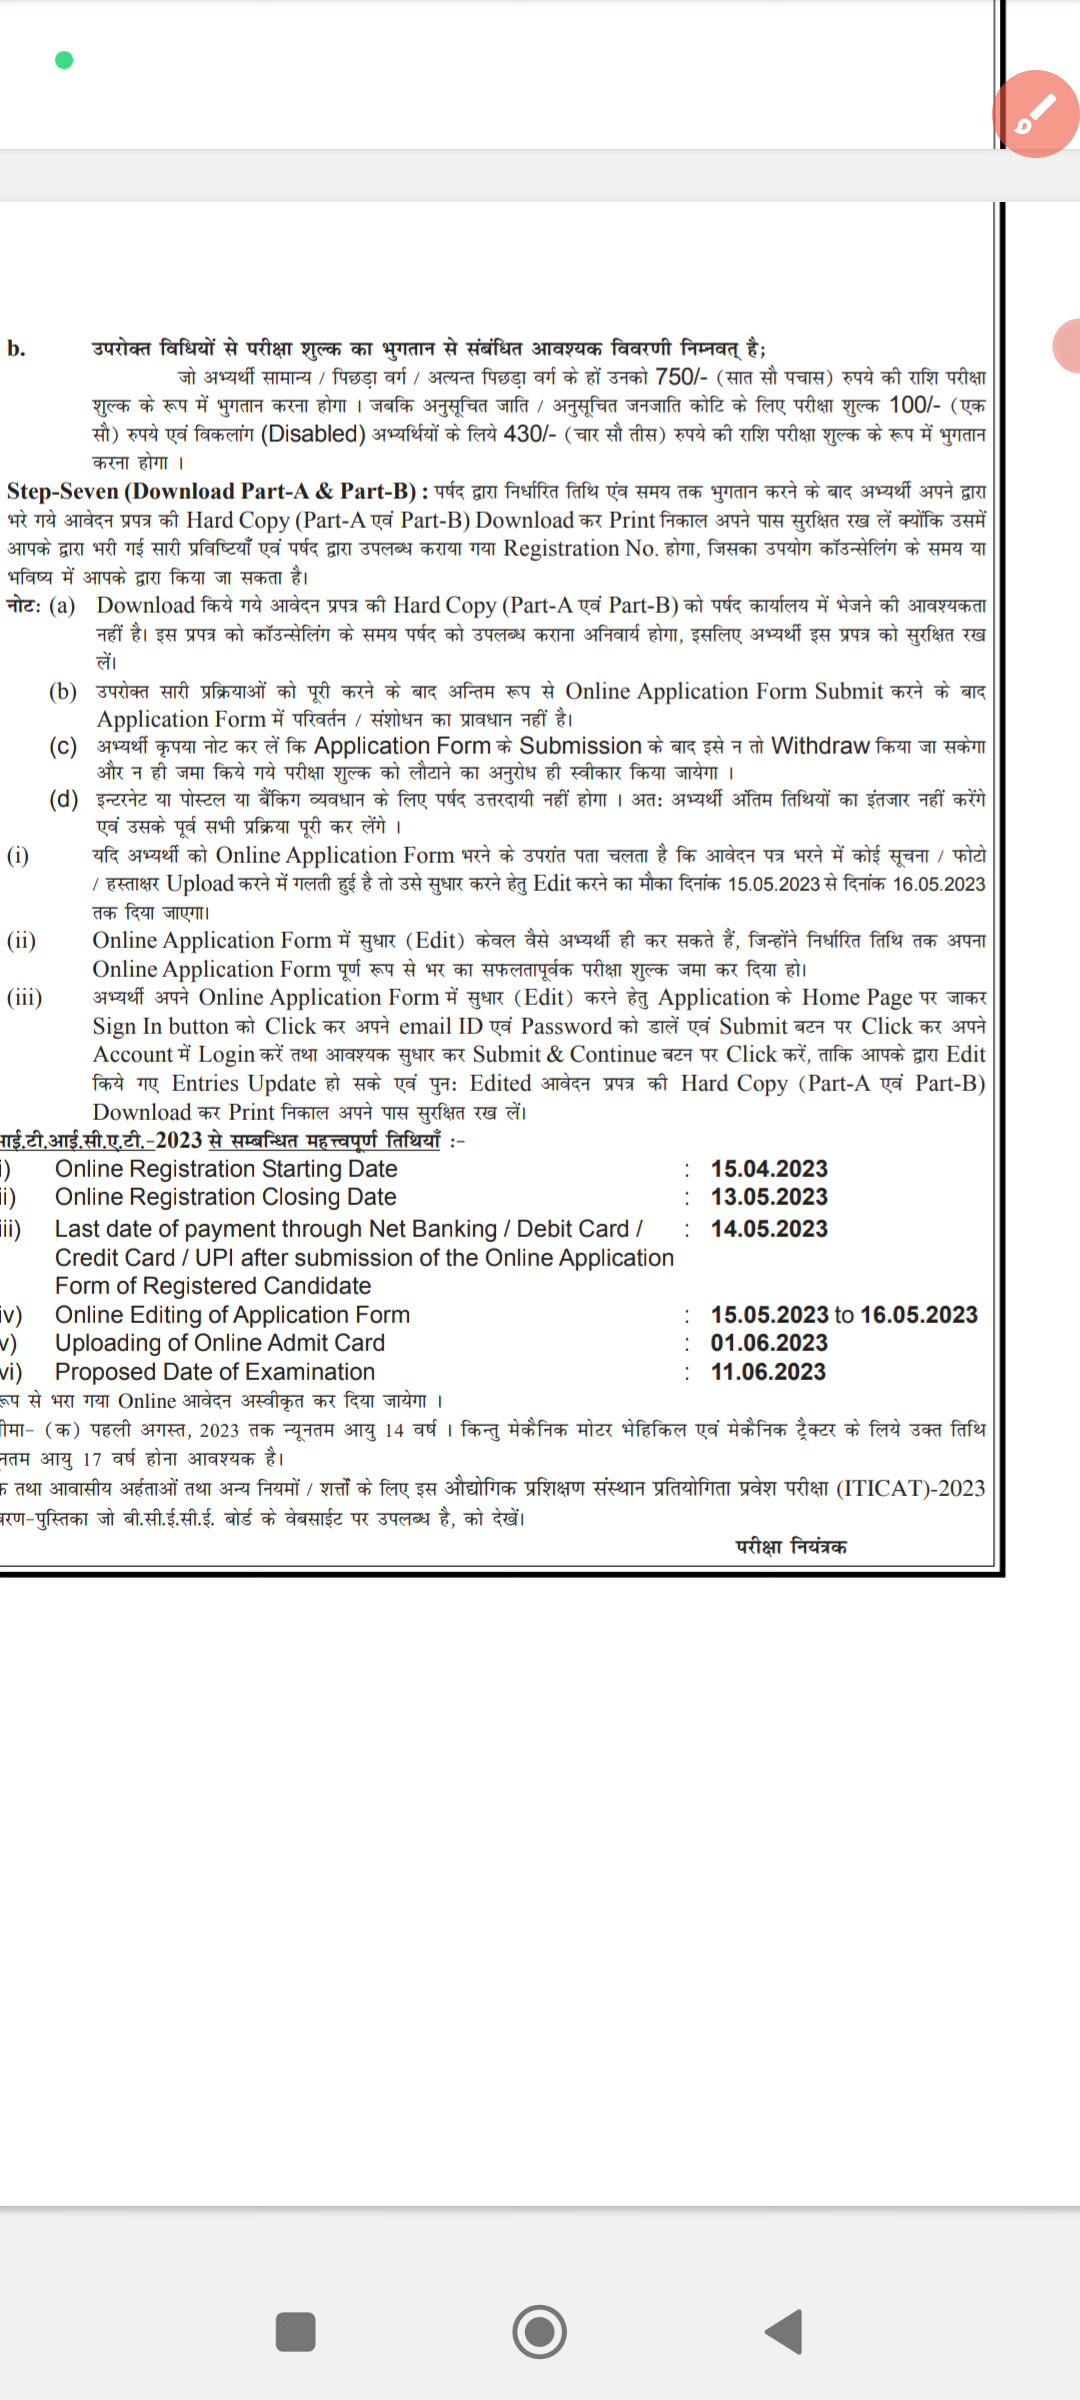 b. उपरोक्त विधियों से परीक्षा शुल्क का भुगतान से संबंधित आवश्यक विवरणी निम्नवत् है;
जो अभ्यर्थी सामान्य / पिछड़ा वर्ग / अत्यन्त पिछड़ा वर्ग के हों उनको 750/- (सात सौ पचास) रुपये की राशि परीक्षा
शुल्क के रूप में भुगतान करना होगा । जबकि अनुसूचित जाति / अनुसूचित जनजाति कोटि के लिए परीक्षा शुल्क 100/- (एक
सौ) रुपये एवं विकलांग (Disabled) अभ्यर्थियों के लिये 430/- (चार सौ तीस) रुपये की राशि परीक्षा शुल्क के रूप में भुगतान
करना होगा ।
Step-Seven (Download Part-A & Part-B) : पर्षद द्वारा निर्धारित तिथि एंव समय तक भुगतान करने के बाद अभ्यर्थी अपने द्वारा
भरे गये आवेदन प्रपत्र की Hard Copy (Part-A एवं Part-B) Download कर Print निकाल अपने पास सुरक्षित रख लें क्योंकि उसमें
आपके द्वारा भरी गई सारी प्रविष्टियाँ एवं पर्षद द्वारा उपलब्ध कराया गया Registration No. होगा, जिसका उपयोग कॉउन्सेलिंग के समय या
भविष्य में आपके द्वारा किया जा सकता है।
नोट: (a) Download किये गये आवेदन प्रपत्र की Hard Copy (Part-A एवं Part-B) को पर्षद कार्यालय में भेजने की आवश्यकता
नहीं है। इस प्रपत्र को कॉउन्सेलिंग के समय पर्षद को उपलब्ध कराना अनिवार्य होगा, इसलिए अभ्यर्थी इस प्रपत्र को सुरक्षित रख
लें।
(b) उपरोक्त सारी प्रक्रियाओं को पूरी करने के बाद अन्तिम रूप से Online Application Form Submit करने के बाद
Application Form में परिवर्तन / संशोधन का प्रावधान नहीं है।
(c) अभ्यर्थी कृपया नोट कर लें कि Application Form के Submission के बाद इसे न तो Withdraw किया जा सकेगा
और न ही जमा किये गये परीक्षा शुल्क को लौटाने का अनुरोध ही स्वीकार किया जायेगा ।
(d) इन्टरनेट या पोस्टल या बैंकिग व्यवधान के लिए पर्षद उत्तरदायी नहीं होगा । अत: अभ्यर्थी अंतिम तिथियों का इंतजार नहीं करेंगे
एवं उसके पूर्व सभी प्रक्रिया पूरी कर लेंगे ।
(i) यदि अभ्यर्थी को Online Application Form भरने के उपरांत पता चलता है कि आवेदन पत्र भरने में कोई सूचना / फोटो
/ हस्ताक्षर Upload करने में गलती हुई है तो उसे सुधार करने हेतु Edit करने का मौका दिनांक 15.05.2023 से दिनांक 16.05.2023
तक दिया जाएगा।
(ii) Online Application Form में सुधार (Edit) केवल वैसे अभ्यर्थी ही कर सकते हैं, जिन्होंने निर्धारित तिथि तक अपना
Online Application Form पूर्ण रूप से भर का सफलतापूर्वक परीक्षा शुल्क जमा कर दिया हो।
(iii) अभ्यर्थी अपने Online Application Form में सुधार (Edit) करने हेतु Application के Home Page पर जाकर
Sign In button को Click कर अपने email ID एवं Password को डालें एवं Submit बटन पर Click कर अपने
Account में Login करें तथा आवश्यक सुधार कर Submit & Continue बटन पर Click करें, ताकि आपके द्वारा Edit
किये गए Entries Update हो सके एवं पुन: Edited आवेदन प्रपत्र की Hard Copy (Part-A एवं Part-B)
Download कर Print निकाल अपने पास सुरक्षित रख लें।
आई.टी.आई.सी.ए.टी.-2023 से सम्बन्धित महत्त्वपूर्ण तिथियाँ :-
i) Online Registration Starting Date : 15.04.2023
ii) Online Registration Closing Date : 13.05.2023
iii) Last date of payment through Net Banking / Debit Card / : 14.05.2023
Credit Card / UPI after submission of the Online Application
Form of Registered Candidate
iv) Online Editing of Application Form : 15.05.2023 to 16.05.2023
v) Uploading of Online Admit Card : 01.06.2023
vi) Proposed Date of Examination : 11.06.2023
रूप से भरा गया Online आवेदन अस्वीकृत कर दिया जायेगा ।
(क) पहली अगस्त, 2023 तक न्यूनतम आयु 14 वर्ष । किन्तु मेकौनिक मोटर भेहिकिल एवं मेकौनिक ट्रैक्टर के लिये उक्त तिथि
आयु 17 वर्ष होना आवश्यक है।
तथा आवासीय अर्हताओं तथा अन्य नियमों / शर्त्तों के लिए इस औद्योगिक प्रशिक्षण संस्थान प्रतियोगिता प्रवेश परीक्षा (ITICAT)-2023
पुस्तिका जो बी.सी.ई.सी.ई. बोर्ड के वेबसाईट पर उपलब्ध है, को देखें।
परीक्षा नियंत्रक